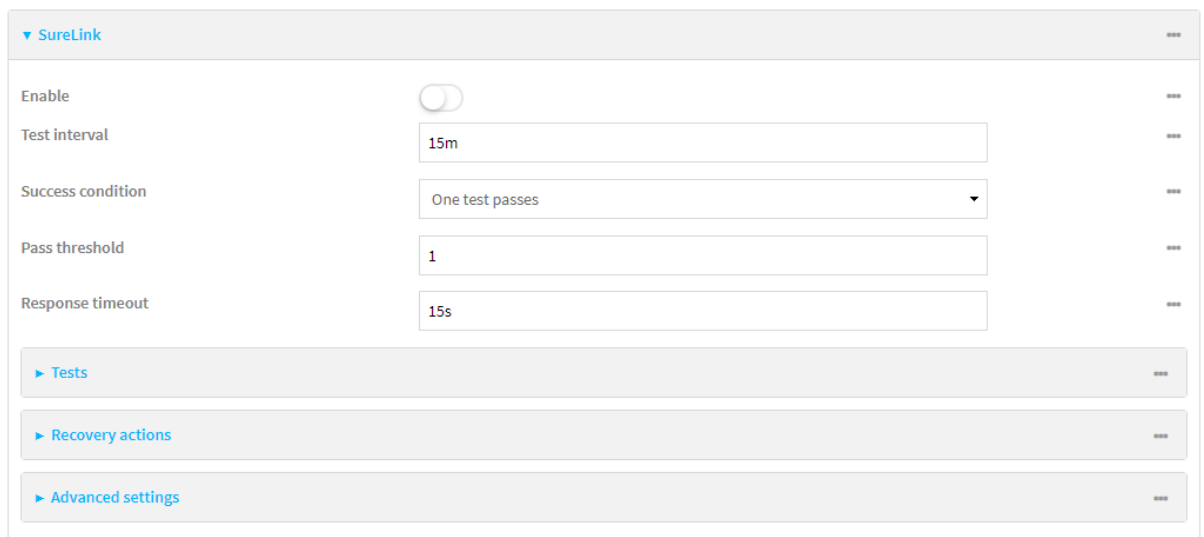 SureLink
Enable
Test interval
15m
Success condition
One test passes
Pass threshold
1
Response timeout
15s
Tests
Recovery actions
Advanced settings